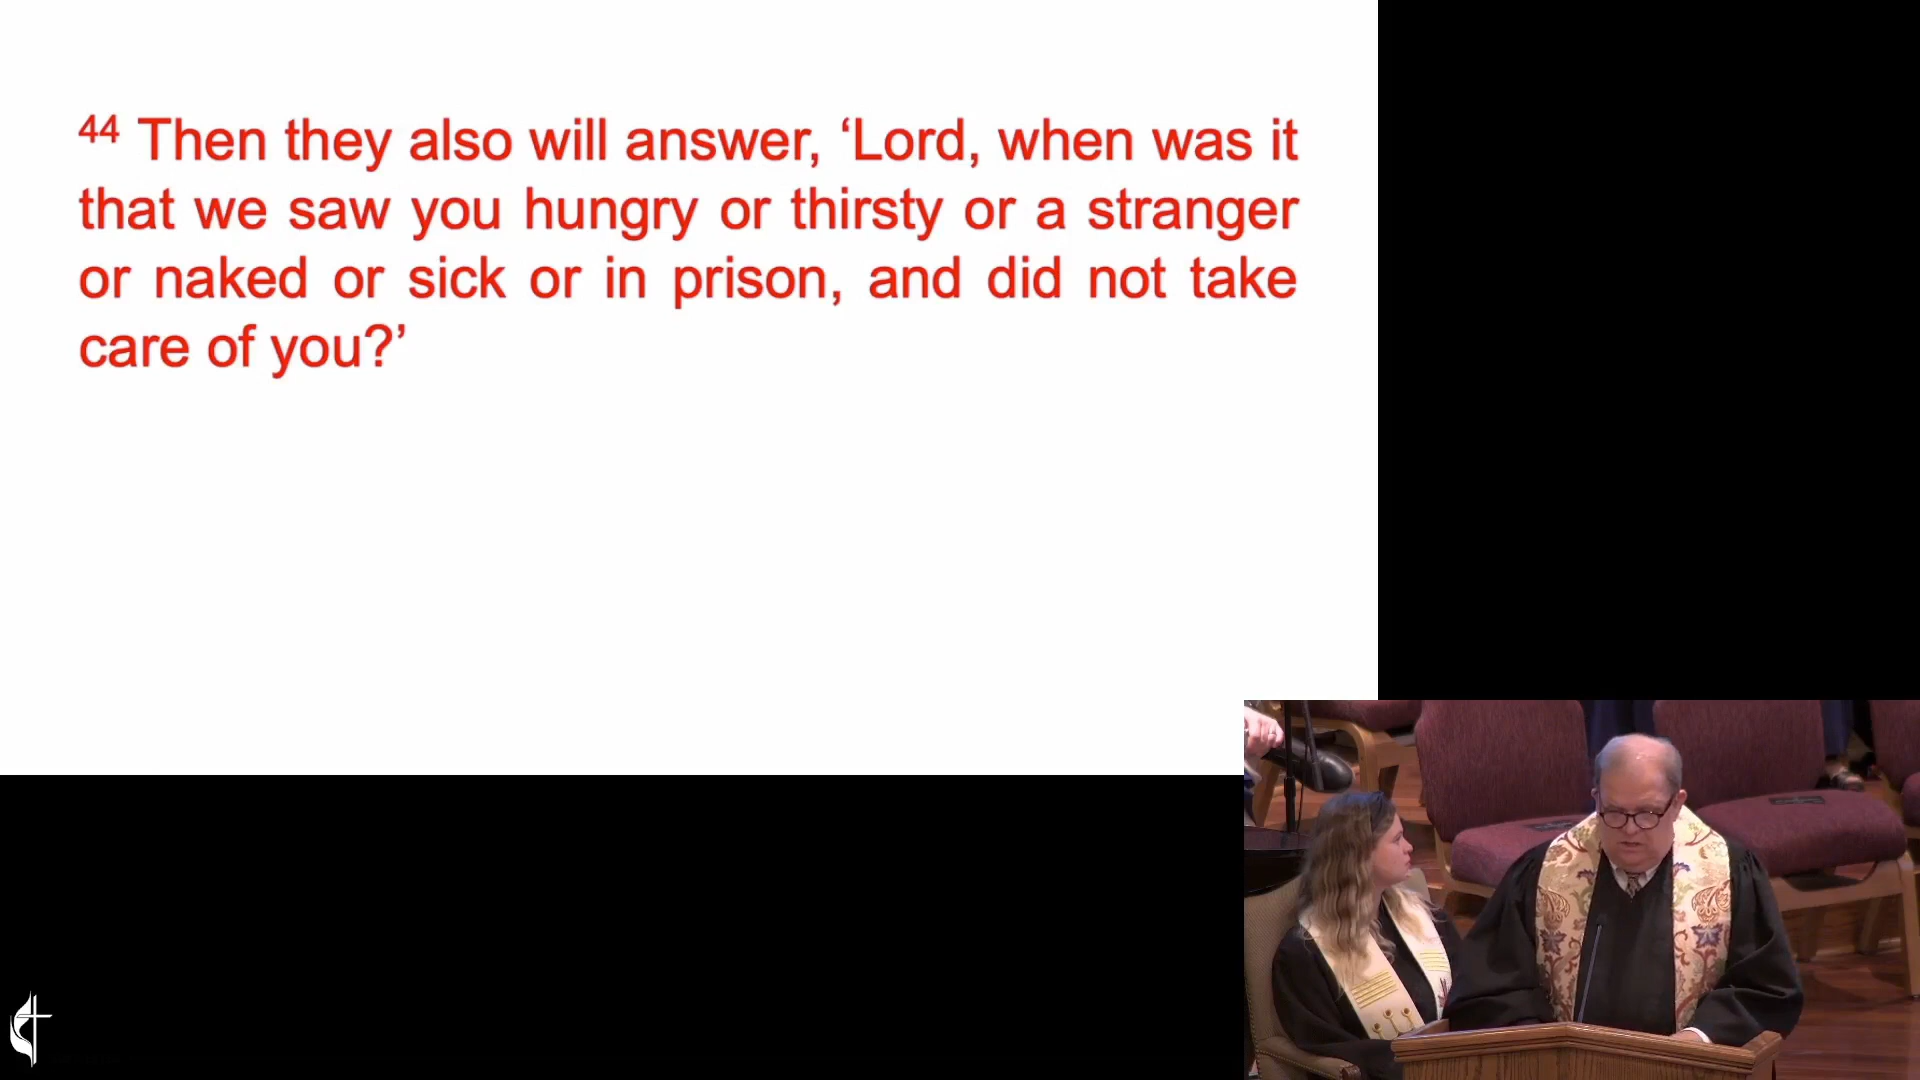 44 Then they also will answer, ‘Lord, when was it
that we saw you hungry or thirsty or a stranger
or naked or sick or in prison, and did not take
care of you?’